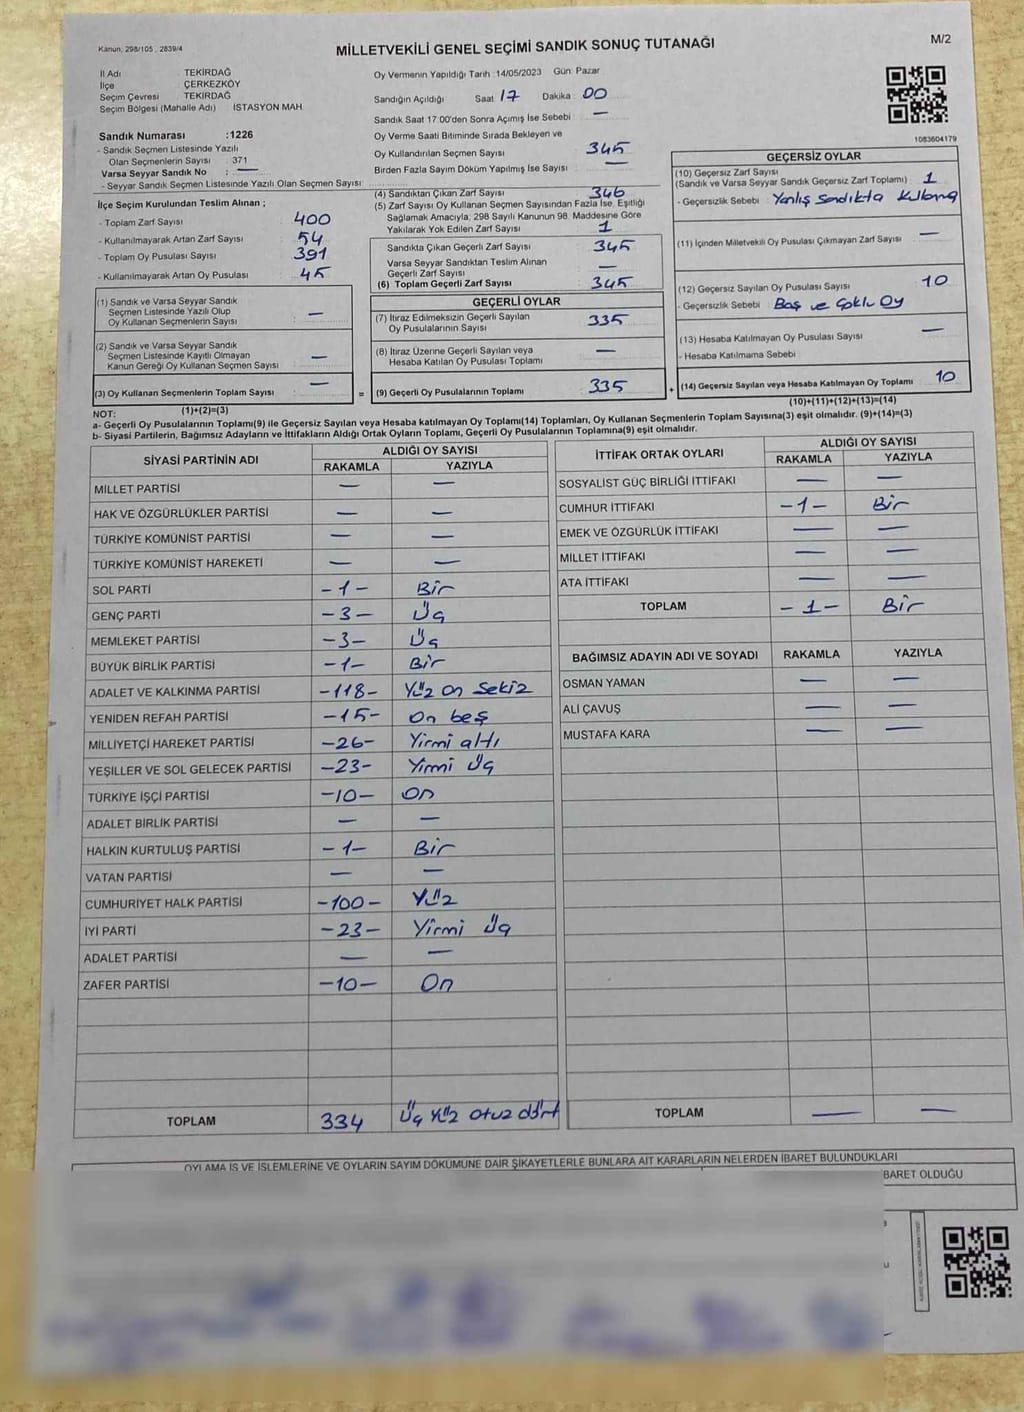 Kanun, 298/105 , 2839/4
MİLLETVEKİLİ GENEL SEÇİMİ SANDIK SONUÇ TUTANAĞI
M/2
İl Adı TEKİRDAĞ
İlçe ÇERKEZKÖY
Seçim Çevresi TEKİRDAĞ
Seçim Bölgesi (Mahalle Adı) İSTASYON MAH.
Sandık Numarası :1226
- Sandık Seçmen Listesinde Yazılı
Olan Seçmenlerin Sayısı : 371
Varsa Seyyar Sandık No : —
- Seyyar Sandık Seçmen Listesinde Yazılı Olan Seçmen Sayısı
İlçe Seçim Kurulundan Teslim Alınan ;
- Toplam Zarf Sayısı : 400
- Kullanılmayarak Artan Zarf Sayısı : 54
- Toplam Oy Pusulası Sayısı : 391
- Kullanılmayarak Artan Oy Pusulası : 45
Oy Vermenin Yapıldığı Tarih :14/05/2023 Gün: Pazar
Sandığın Açıldığı Saat 17 Dakika 00
Sandık Saat 17:00'den Sonra Açımış İse Sebebi : —
Oy Verme Saati Bitiminde Sırada Bekleyen ve
Oy Kullandırılan Seçmen Sayısı 345
Birden Fazla Sayım Döküm Yapılmış İse Sayısı : —
(4) Sandıktan Çıkan Zarf Sayısı 346
(5) Zarf Sayısı Oy Kullanan Seçmen Sayısından Fazla İse, Eşitliği
Sağlamak Amacıyla, 298 Sayılı Kanunun 98. Maddesine Göre
Yakılarak Yok Edilen Zarf Sayısı 1
Sandıkta Çıkan Geçerli Zarf Sayısı 345
Varsa Seyyar Sandıktan Teslim Alınan
Geçerli Zarf Sayısı —
(6) Toplam Geçerli Zarf Sayısı 345
1083604179
GEÇERSİZ OYLAR
(10) Geçersiz Zarf Sayısı
(Sandık ve Varsa Seyyar Sandık Geçersiz Zarf Toplamı) 1
- Geçersizlik Sebebi : Yanlış Sandıkta Kullanma
(11) İçinden Milletvekili Oy Pusulası Çıkmayan Zarf Sayısı —
(12) Geçersiz Sayılan Oy Pusulası Sayısı 10
- Geçersizlik Sebebi : Boş ve Çoklu Oy
(13) Hesaba Katılmayan Oy Pusulası Sayısı —
- Hesaba Katılmama Sebebi
(14) Geçersiz Sayılan veya Hesaba Katılmayan Oy Toplamı 10
(10)+(11)+(12)+(13)=(14)
(1) Sandık ve Varsa Seyyar Sandık
Seçmen Listesinde Yazılı Olup
Oy Kullanan Seçmenlerin Sayısı —
(2) Sandık ve Varsa Seyyar Sandık
Seçmen Listesinde Kayıtlı Olmayan
Kanun Gereği Oy Kullanan Seçmen Sayısı —
(3) Oy Kullanan Seçmenlerin Toplam Sayısı —
(1)+(2)=(3)
=
GEÇERLİ OYLAR
(7) İtiraz Edilmeksizin Geçerli Sayılan
Oy Pusulalarının Sayısı 335
(8) İtiraz Üzerine Geçerli Sayılan veya
Hesaba Katılan Oy Pusulası Toplamı —
(9) Geçerli Oy Pusulalarının Toplamı 335
+
NOT:
a- Geçerli Oy Pusulalarının Toplamı(9) ile Geçersiz Sayılan veya Hesaba katılmayan Oy Toplamı(14) Toplamları, Oy Kullanan Seçmenlerin Toplam Sayısına(3) eşit olmalıdır. (9)+(14)=(3)
b- Siyasi Partilerin, Bağımsız Adayların ve İttifakların Aldığı Ortak Oyların Toplamı, Geçerli Oy Pusulalarının Toplamına(9) eşit olmalıdır.
SİYASİ PARTİNİN ADI ALDIĞI OY SAYISI
RAKAMLA YAZIYLA
MİLLET PARTİSİ — —
HAK VE ÖZGÜRLÜKLER PARTİSİ — —
TÜRKİYE KOMÜNİST PARTİSİ — —
TÜRKİYE KOMÜNİST HAREKETİ — —
SOL PARTİ -1- Bir
GENÇ PARTİ -3- Üç
MEMLEKET PARTİSİ -3- Üç
BÜYÜK BİRLİK PARTİSİ -1- Bir
ADALET VE KALKINMA PARTİSİ -118- Yüz on Sekiz
YENİDEN REFAH PARTİSİ -15- On beş
MİLLİYETÇİ HAREKET PARTİSİ -26- Yirmi altı
YEŞİLLER VE SOL GELECEK PARTİSİ -23- Yirmi Üç
TÜRKİYE İŞÇİ PARTİSİ -10- On
ADALET BİRLİK PARTİSİ — —
HALKIN KURTULUŞ PARTİSİ -1- Bir
VATAN PARTİSİ — —
CUMHURİYET HALK PARTİSİ -100- Yüz
İYİ PARTİ -23- Yirmi Üç
ADALET PARTİSİ — —
ZAFER PARTİSİ -10- On
TOPLAM 334 Üç Yüz otuz dört
İTTİFAK ORTAK OYLARI ALDIĞI OY SAYISI
RAKAMLA YAZIYLA
SOSYALİST GÜÇ BİRLİĞİ İTTİFAKI — —
CUMHUR İTTİFAKI -1- Bir
EMEK VE ÖZGÜRLÜK İTTİFAKI — —
MİLLET İTTİFAKI — —
ATA İTTİFAKI — —
TOPLAM -1- Bir
BAĞIMSIZ ADAYIN ADI VE SOYADI RAKAMLA YAZIYLA
OSMAN YAMAN — —
ALİ ÇAVUŞ — —
MUSTAFA KARA — —
TOPLAM — —
OYLAMA İŞ VE İŞLEMLERİNE VE OYLARIN SAYIM DÖKÜMÜNE DAİR ŞİKAYETLERLE BUNLARA AİT KARARLARIN NELERDEN İBARET BULUNDUKLARI
BARET OLDUĞU